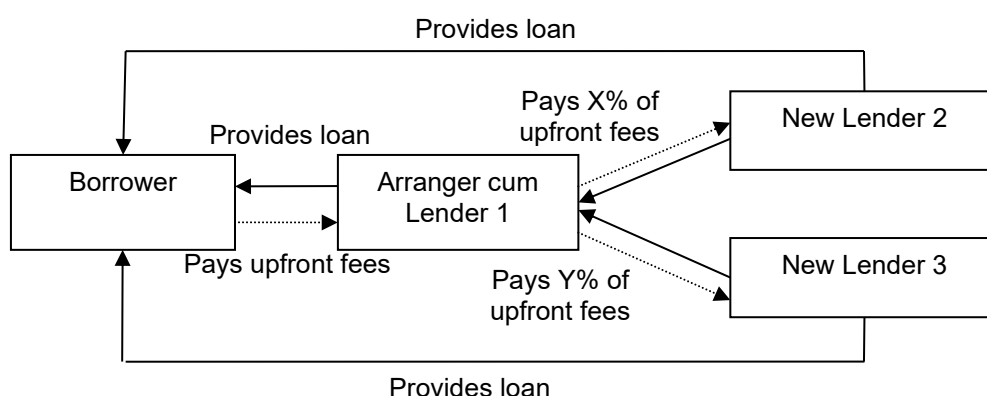 Provides loan
Pays X% of
upfront fees
New Lender 2
Provides loan
Borrower
Arranger cum
Lender 1
Pays upfront fees
New Lender 3
Pays Y% of
upfront fees
Provides loan